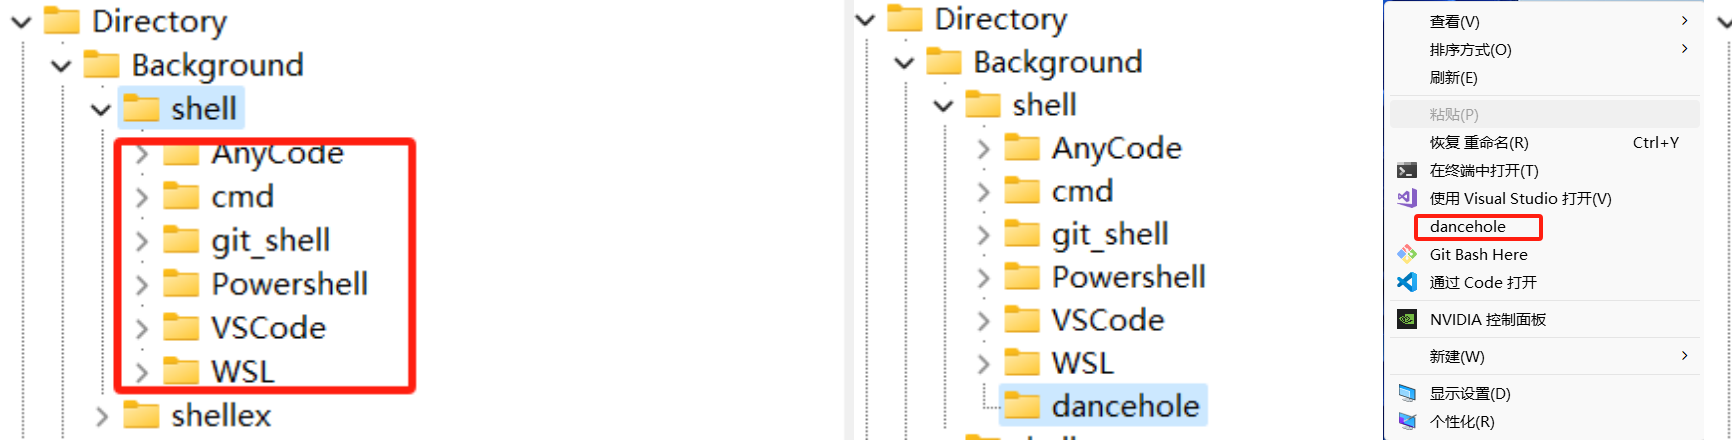 Directory
Background
shell
AnyCode
cmd
git_shell
Powershell
VSCode
WSL
shellex
Directory
Background
shell
AnyCode
cmd
git_shell
Powershell
VSCode
WSL
dancehole
查看(V)
排序方式(O)
刷新(E)
粘贴(P)
恢复 重命名(R) Ctrl+Y
在终端中打开(T)
使用 Visual Studio 打开(V)
dancehole
Git Bash Here
通过 Code 打开
NVIDIA 控制面板
新建(W)
显示设置(D)
个性化(R)